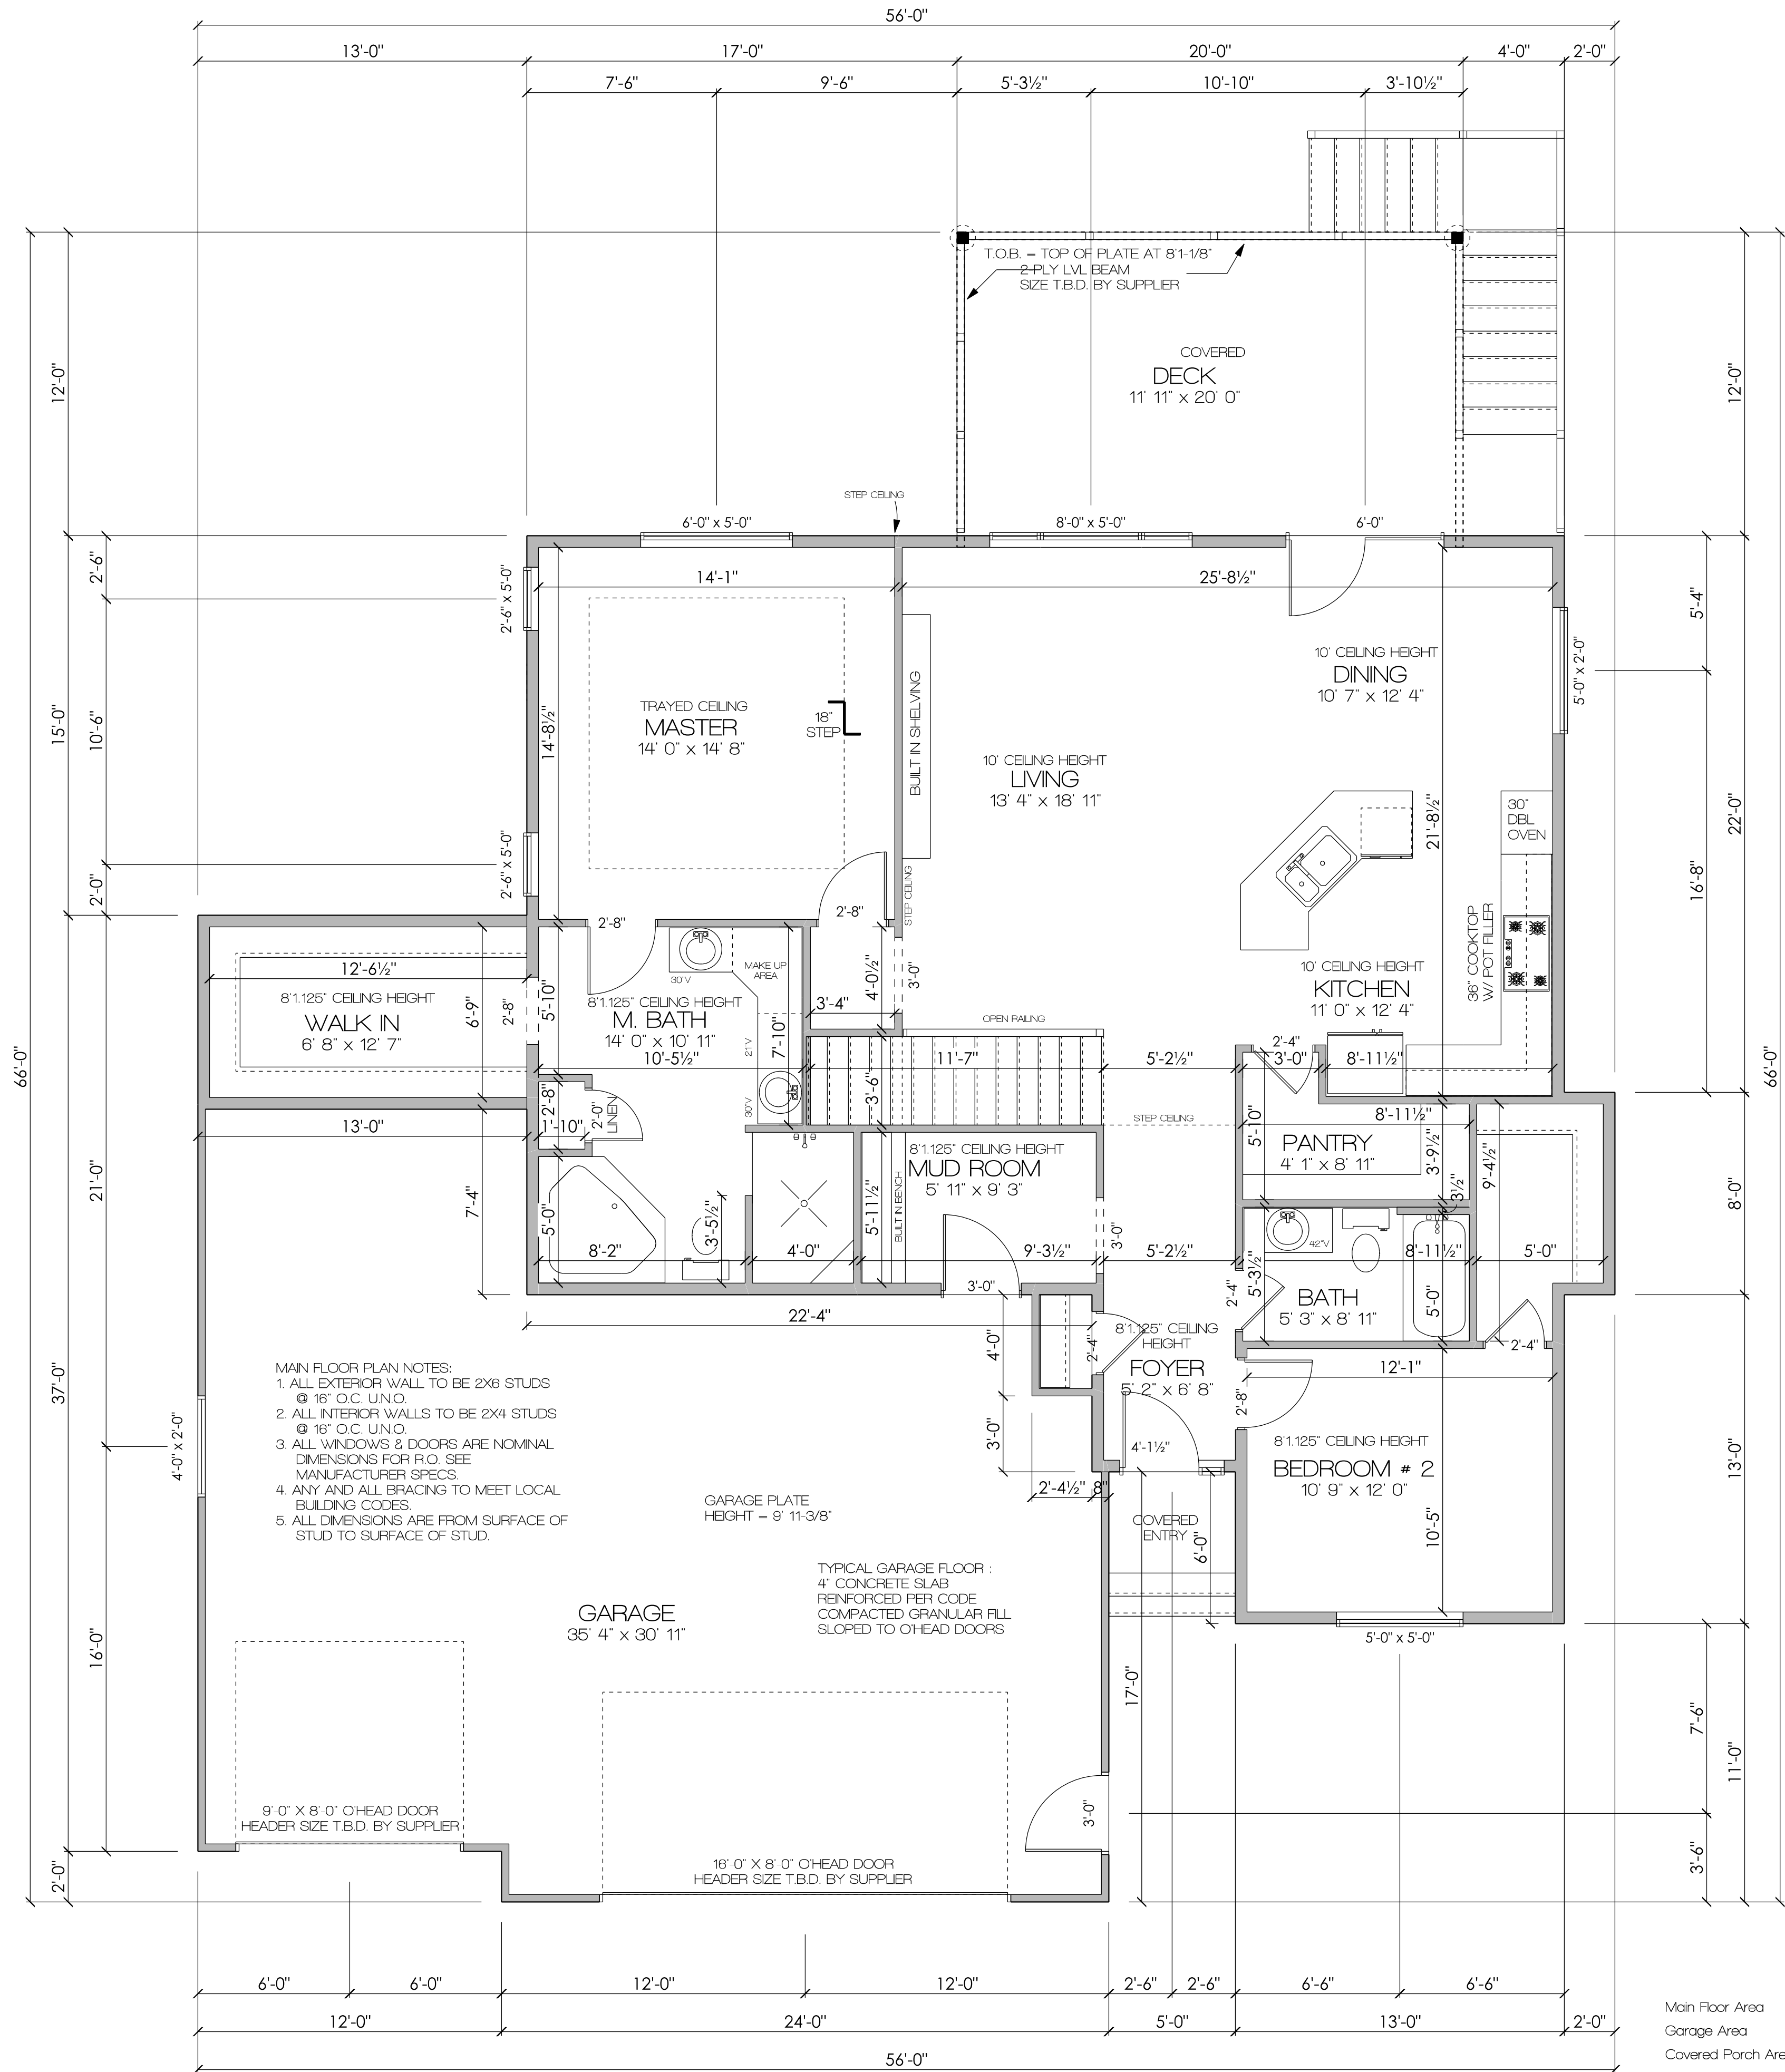 56'-0"
13'-0" 17'-0" 20'-0" 4'-0" 2'-0"
7'-6" 9'-6" 5'-3½" 10'-10" 3'-10½"
T.O.B. = TOP OF PLATE AT 8'1-1/8"
2-PLY LVL BEAM
SIZE T.B.D. BY SUPPLIER
COVERED
DECK
11' 11" x 20' 0"
12'-0"
12'-0"
66'-0"
66'-0"
STEP CEILING
6'-0" x 5'-0"
8'-0" x 5'-0"
6'-0"
2'-6"
15'-0"
10'-6"
2'-0"
2'-6" x 5'-0"
2'-6" x 5'-0"
14'-1"
25'-8½"
14'-8½"
TRAYED CEILING
MASTER
14' 0" x 14' 8"
18"
STEP
BUILT IN SHELVING
10' CEILING HEIGHT
LIVING
13' 4" x 18' 11"
10' CEILING HEIGHT
DINING
10' 7" x 12' 4"
5'-0" x 2'-0"
5'-4"
22'-0"
16'-8"
21'-8½"
30"
DBL
OVEN
36" COOKTOP
W/ POT FILLER
10' CEILING HEIGHT
KITCHEN
11' 0" x 12' 4"
2'-8"
2'-8"
STEP CEILING
3'-0"
4'-0½"
3'-4"
12'-6½"
8'1.125" CEILING HEIGHT
WALK IN
6' 8" x 12' 7"
6'-9"
2'-8"
5'-10"
30"V
MAKE UP
AREA
8'1.125" CEILING HEIGHT
M. BATH
14' 0" x 10' 11"
10'-5½"
21"V
7'-10"
30"V
OPEN RAILING
11'-7"
3'-6"
5'-2½"
2'-4"
3'-0"
8'-11½"
STEP CEILING
13'-0"
2'-8"
1'-10"
2'-0"
LINEN
8'-11½"
5'-10"
PANTRY
4' 1" x 8' 11"
3'-9½"
3½"
9'-4½"
8'1.125" CEILING HEIGHT
MUD ROOM
5' 11" x 9' 3"
5'-11½"
BUILT IN BENCH
9'-3½"
3'-0"
3'-0"
5'-2½"
21'-0"
37'-0"
7'-4"
5'-0"
8'-2"
3'-5½"
4'-0"
42"V
8'-11½"
5'-0"
5'-3½"
2'-4"
BATH
5' 3" x 8' 11"
5'-0"
8'-0"
22'-4"
2'-4"
4'-0"
2'-4"
8'1.125" CEILING
HEIGHT
FOYER
5' 2" x 6' 8"
12'-1"
2'-8"
3'-0"
4'-1½"
8'1.125" CEILING HEIGHT
BEDROOM # 2
10' 9" x 12' 0"
10'-5"
13'-0"
2'-4½" 8"
COVERED
ENTRY
6'-0"
5'-0" x 5'-0"
MAIN FLOOR PLAN NOTES:
1. ALL EXTERIOR WALL TO BE 2X6 STUDS
@ 16" O.C. U.N.O.
2. ALL INTERIOR WALLS TO BE 2X4 STUDS
@ 16" O.C. U.N.O.
3. ALL WINDOWS & DOORS ARE NOMINAL
DIMENSIONS FOR R.O. SEE
MANUFACTURER SPECS.
4. ANY AND ALL BRACING TO MEET LOCAL
BUILDING CODES.
5. ALL DIMENSIONS ARE FROM SURFACE OF
STUD TO SURFACE OF STUD.
4'-0" x 2'-0"
GARAGE PLATE
HEIGHT = 9' 11-3/8"
TYPICAL GARAGE FLOOR :
4" CONCRETE SLAB
REINFORCED PER CODE
COMPACTED GRANULAR FILL
SLOPED TO O'HEAD DOORS
GARAGE
35' 4" x 30' 11"
16'-0"
17'-0"
7'-6"
11'-0"
3'-6"
3'-0"
9'-0" X 8'-0" O'HEAD DOOR
HEADER SIZE T.B.D. BY SUPPLIER
16'-0" X 8'-0" O'HEAD DOOR
HEADER SIZE T.B.D. BY SUPPLIER
2'-0"
6'-0" 6'-0" 12'-0" 12'-0" 2'-6" 2'-6" 6'-6" 6'-6"
12'-0" 24'-0" 5'-0" 13'-0" 2'-0"
56'-0"
Main Floor Area
Garage Area
Covered Porch Are